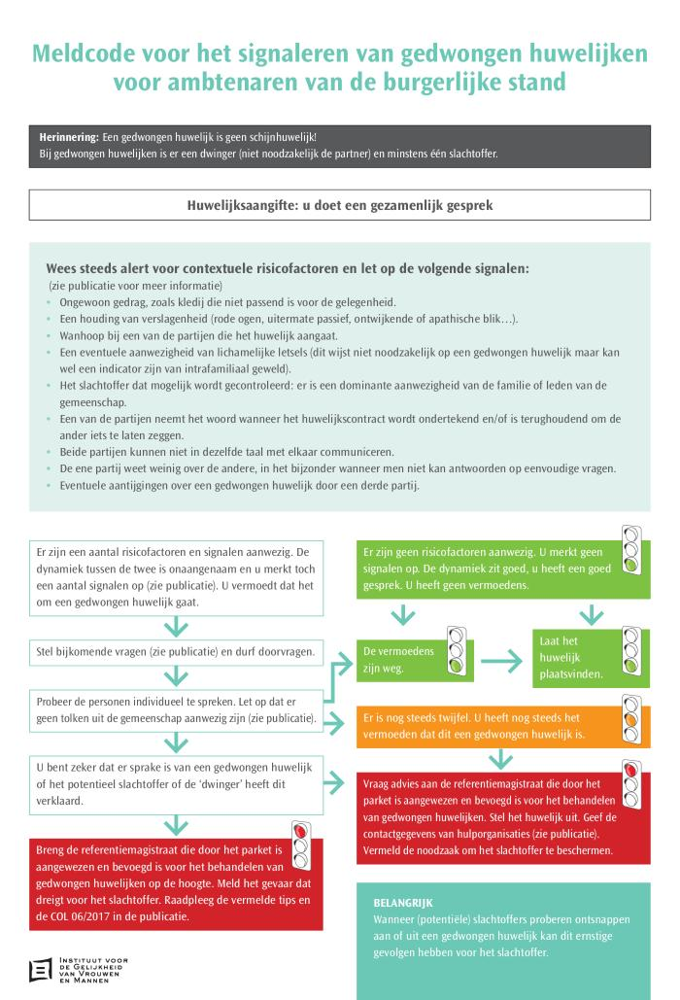 Meldcode voor het signaleren van gedwongen huwelijken
voor ambtenaren van de burgerlijke stand
Herinnering: Een gedwongen huwelijk is geen schijnhuwelijk!
Bij gedwongen huwelijken is er een dwinger (niet noodzakelijk de partner) en minstens één slachtoffer.
Huwelijksaangifte: u doet een gezamenlijk gesprek
Wees steeds alert voor contextuele risicofactoren en let op de volgende signalen:
(zie publicatie voor meer informatie)
• Ongewoon gedrag, zoals kledij die niet passend is voor de gelegenheid.
• Een houding van verslagenheid (rode ogen, uitermate passief, ontwijkende of apathische blik…).
• Wanhoop bij een van de partijen die het huwelijk aangaat.
• Een eventuele aanwezigheid van lichamelijke letsels (dit wijst niet noodzakelijk op een gedwongen huwelijk maar kan
wel een indicator zijn van intrafamiliaal geweld).
• Het slachtoffer dat mogelijk wordt gecontroleerd: er is een dominante aanwezigheid van de familie of leden van de
gemeenschap.
• Een van de partijen neemt het woord wanneer het huwelijkscontract wordt ondertekend en/of is terughoudend om de
ander iets te laten zeggen.
• Beide partijen kunnen niet in dezelfde taal met elkaar communiceren.
• De ene partij weet weinig over de andere, in het bijzonder wanneer men niet kan antwoorden op eenvoudige vragen.
• Eventuele aantijgingen over een gedwongen huwelijk door een derde partij.
Er zijn een aantal risicofactoren en signalen aanwezig. De
dynamiek tussen de twee is onaangenaam en u merkt toch
een aantal signalen op (zie publicatie). U vermoedt dat het
om een gedwongen huwelijk gaat.
Er zijn geen risicofactoren aanwezig. U merkt geen
signalen op. De dynamiek zit goed, u heeft een goed
gesprek. U heeft geen vermoedens.
Stel bijkomende vragen (zie publicatie) en durf doorvragen.
De vermoedens
zijn weg.
Laat het
huwelijk
plaatsvinden.
Probeer de personen individueel te spreken. Let op dat er
geen tolken uit de gemeenschap aanwezig zijn (zie publicatie).
Er is nog steeds twijfel. U heeft nog steeds het
vermoeden dat dit een gedwongen huwelijk is.
U bent zeker dat er sprake is van een gedwongen huwelijk
of het potentieel slachtoffer of de ‘dwinger’ heeft dit
verklaard.
Vraag advies aan de referentiemagistraat die door het
parket is aangewezen en bevoegd is voor het behandelen
van gedwongen huwelijken. Stel het huwelijk uit. Geef de
contactgegevens van hulporganisaties (zie publicatie).
Vermeld de noodzaak om het slachtoffer te beschermen.
Breng de referentiemagistraat die door het parket is
aangewezen en bevoegd is voor het behandelen van
gedwongen huwelijken op de hoogte. Meld het gevaar dat
dreigt voor het slachtoffer. Raadpleeg de vermelde tips en
de COL 06/2017 in de publicatie.
BELANGRIJK
Wanneer (potentiële) slachtoffers proberen ontsnappen
aan of uit een gedwongen huwelijk kan dit ernstige
gevolgen hebben voor het slachtoffer.
Instituut voor
de Gelijkheid
van Vrouwen
en Mannen